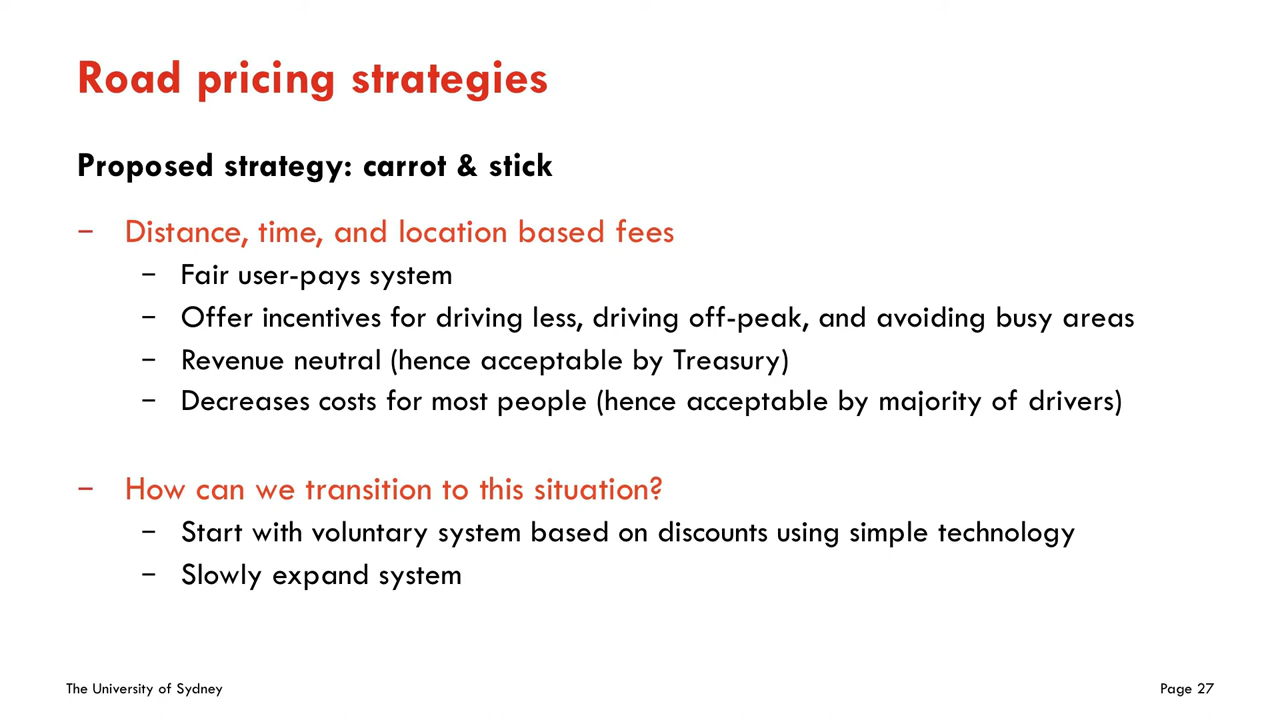 Road pricing strategies
Proposed strategy: carrot & stick
− Distance, time, and location based fees
− Fair user-pays system
− Offer incentives for driving less, driving off-peak, and avoiding busy areas
− Revenue neutral (hence acceptable by Treasury)
− Decreases costs for most people (hence acceptable by majority of drivers)
− How can we transition to this situation?
− Start with voluntary system based on discounts using simple technology
− Slowly expand system
The University of Sydney
Page 27